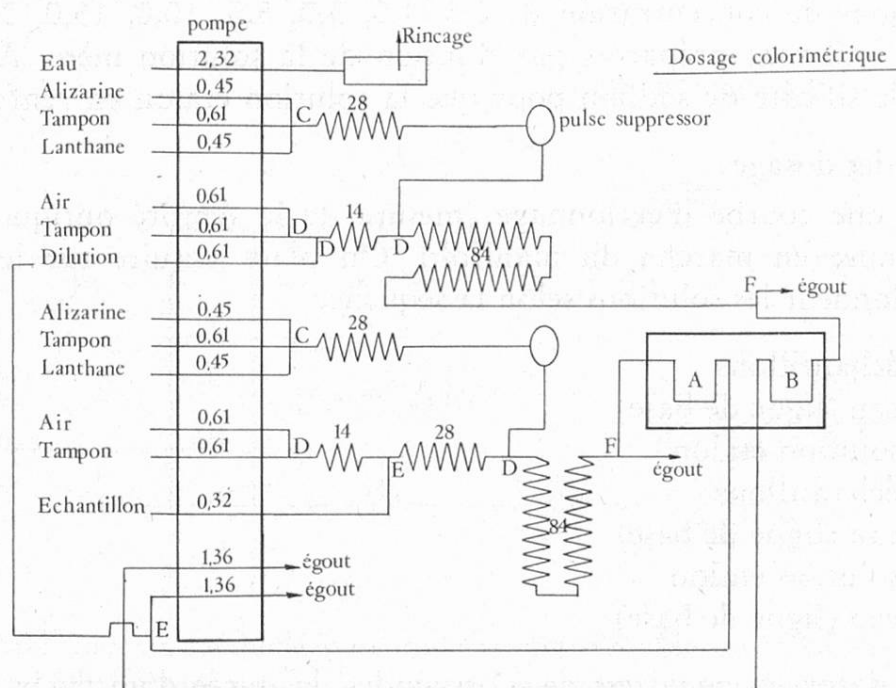 pompe
Rincage
Dosage colorimétrique
Eau 2,32
Alizarine 0,45
28
Tampon 0,61 C
pulse suppressor
Lanthane 0,45
Air 0,61
14
Tampon 0,61 D D
Dilution 0,61 D
84
F égout
Alizarine 0,45
28
Tampon 0,61 C
Lanthane 0,45
A B
Air 0,61
14 28
Tampon 0,61 D E D F
égout
Echantillon 0,32
84
1,36 égout
1,36 égout
E